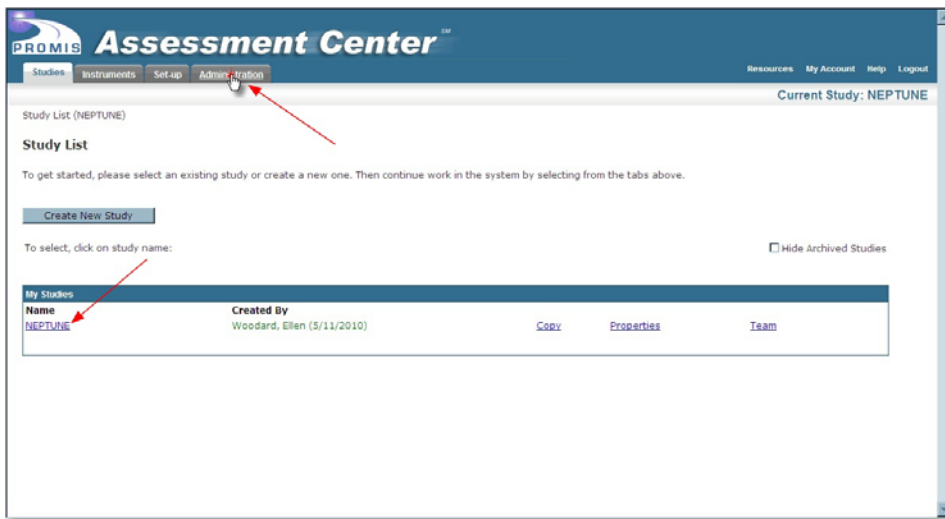 PROMIS Assessment Center SM
Studies Instruments Set-up Administration
Resources My Account Help Logout
Current Study: NEPTUNE
Study List (NEPTUNE)
Study List
To get started, please select an existing study or create a new one. Then continue work in the system by selecting from the tabs above.
Create New Study
To select, click on study name:
Hide Archived Studies
My Studies
Name Created By
NEPTUNE Woodard, Ellen (5/11/2010) Copy Properties Team